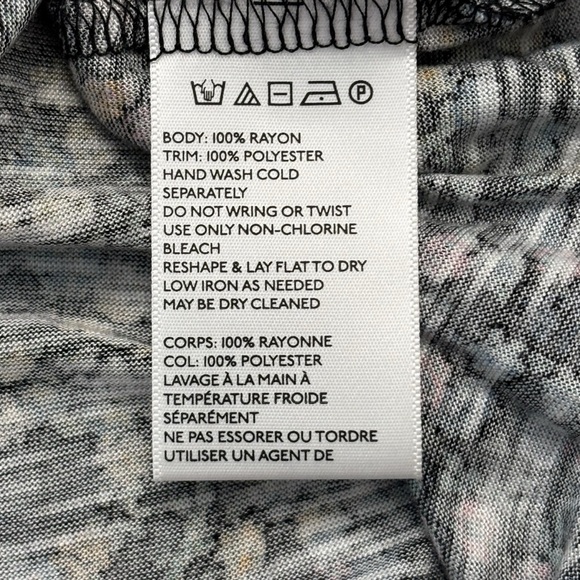 P
BODY: 100% RAYON
TRIM: 100% POLYESTER
HAND WASH COLD
SEPARATELY
DO NOT WRING OR TWIST
USE ONLY NON-CHLORINE
BLEACH
RESHAPE & LAY FLAT TO DRY
LOW IRON AS NEEDED
MAY BE DRY CLEANED
CORPS: 100% RAYONNE
COL: 100% POLYESTER
LAVAGE À LA MAIN À
TEMPÉRATURE FROIDE
SÉPARÉMENT
NE PAS ESSORER OU TORDRE
UTILISER UN AGENT DE